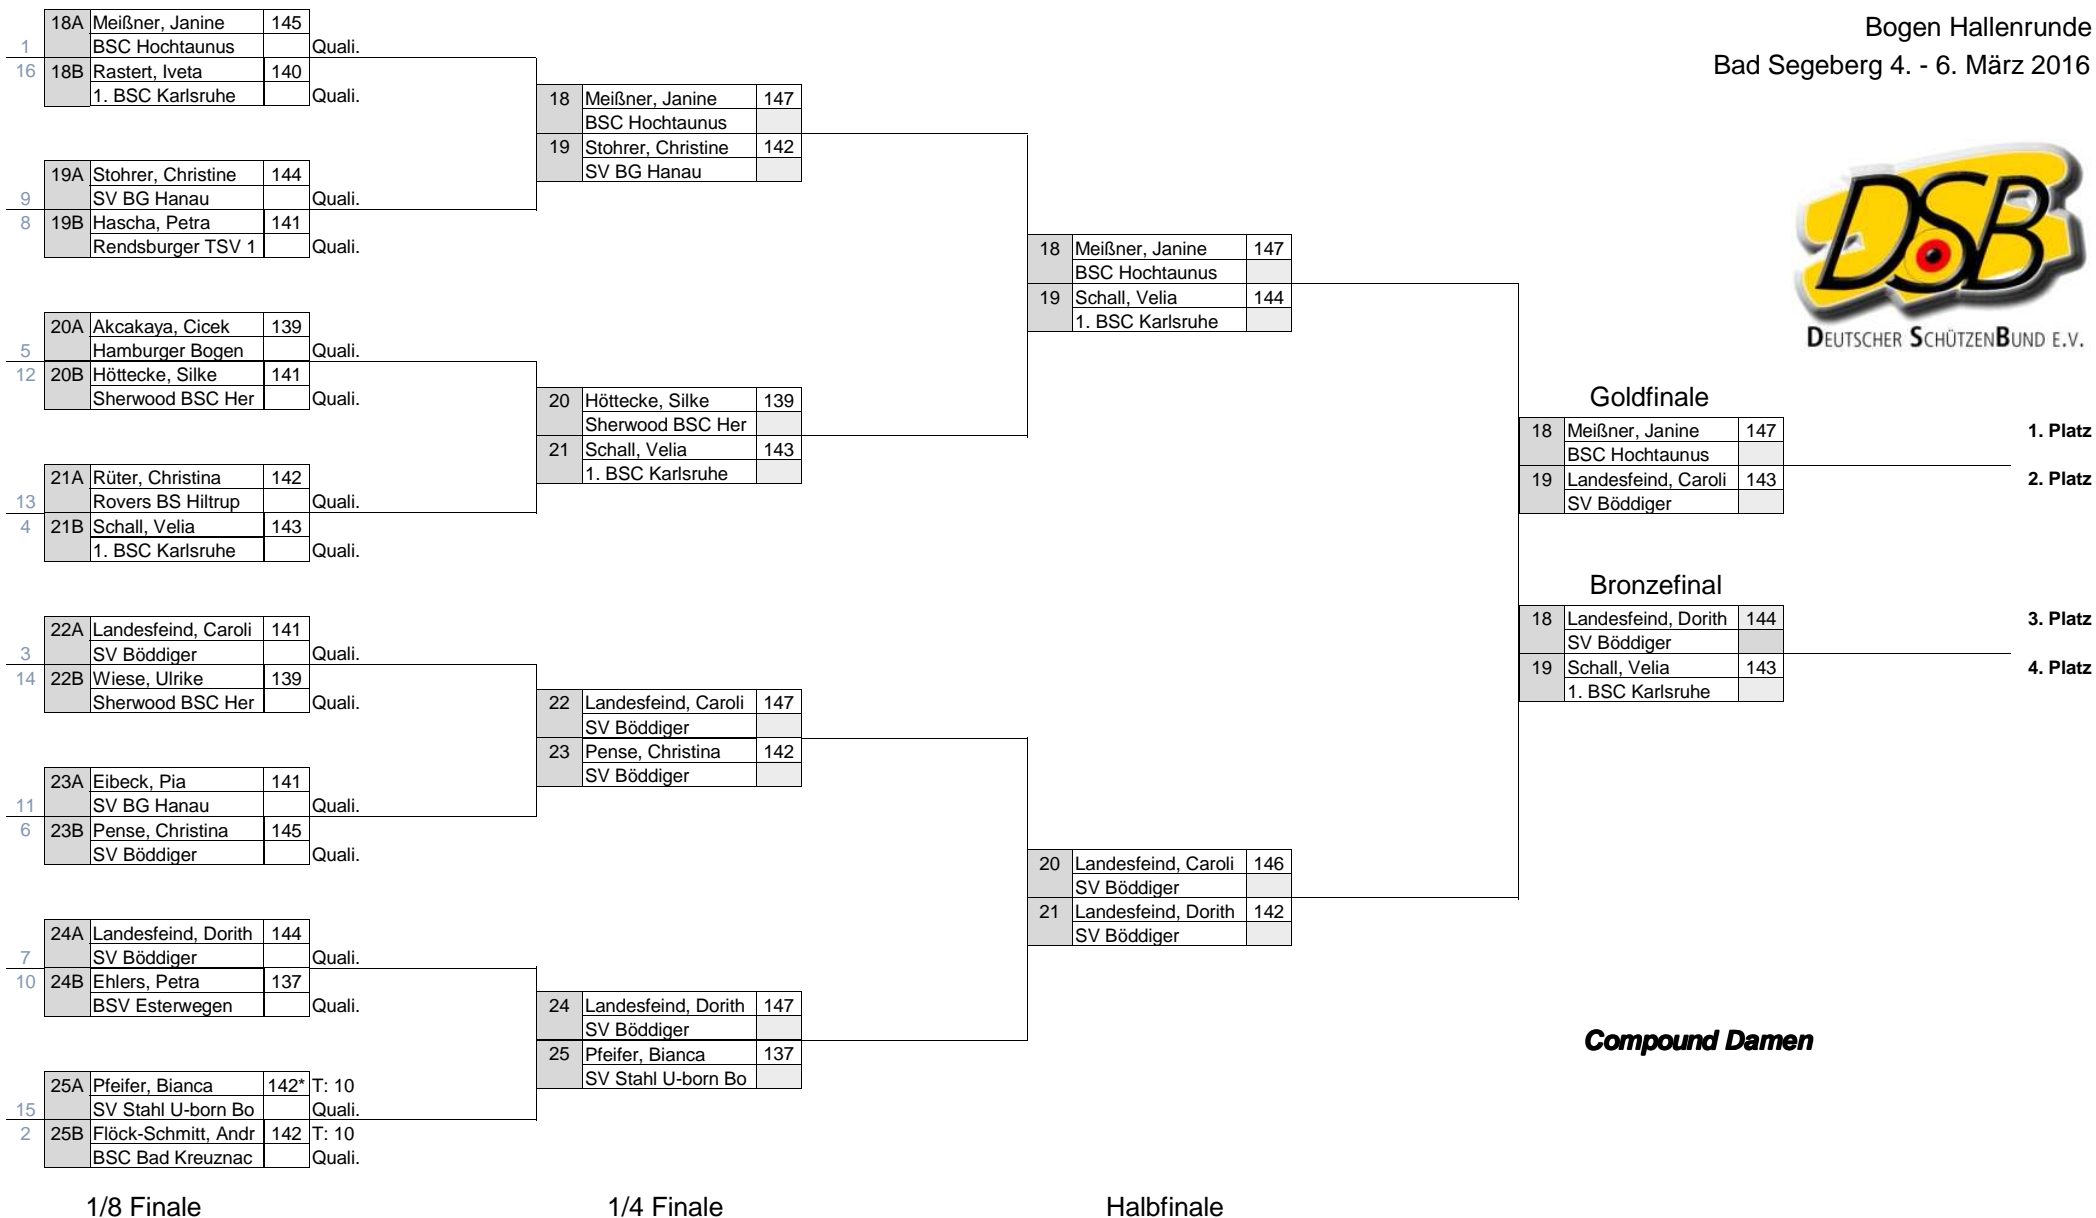 Bogen Hallenrunde
Bad Segeberg 4. - 6. März 2016
DSB
DEUTSCHER SCHÜTZENBUND E.V.
18A Meißner, Janine 145
1 BSC Hochtaunus Quali.
16 18B Rastert, Iveta 140
1. BSC Karlsruhe Quali.
19A Stohrer, Christine 144
9 SV BG Hanau Quali.
8 19B Hascha, Petra 141
Rendsburger TSV 1 Quali.
20A Akcakaya, Cicek 139
5 Hamburger Bogen Quali.
12 20B Höttecke, Silke 141
Sherwood BSC Her Quali.
21A Rüter, Christina 142
13 Rovers BS Hiltrup Quali.
4 21B Schall, Velia 143
1. BSC Karlsruhe Quali.
22A Landesfeind, Caroli 141
3 SV Böddiger Quali.
14 22B Wiese, Ulrike 139
Sherwood BSC Her Quali.
23A Eibeck, Pia 141
11 SV BG Hanau Quali.
6 23B Pense, Christina 145
SV Böddiger Quali.
24A Landesfeind, Dorith 144
7 SV Böddiger Quali.
10 24B Ehlers, Petra 137
BSV Esterwegen Quali.
25A Pfeifer, Bianca 142* T: 10
15 SV Stahl U-born Bo Quali.
2 25B Flöck-Schmitt, Andr 142 T: 10
BSC Bad Kreuznac Quali.
1/8 Finale
18 Meißner, Janine 147
BSC Hochtaunus
19 Stohrer, Christine 142
SV BG Hanau
20 Höttecke, Silke 139
Sherwood BSC Her
21 Schall, Velia 143
1. BSC Karlsruhe
22 Landesfeind, Caroli 147
SV Böddiger
23 Pense, Christina 142
SV Böddiger
24 Landesfeind, Dorith 147
SV Böddiger
25 Pfeifer, Bianca 137
SV Stahl U-born Bo
1/4 Finale
18 Meißner, Janine 147
BSC Hochtaunus
19 Schall, Velia 144
1. BSC Karlsruhe
20 Landesfeind, Caroli 146
SV Böddiger
21 Landesfeind, Dorith 142
SV Böddiger
Halbfinale
Goldfinale
18 Meißner, Janine 147 1. Platz
BSC Hochtaunus
19 Landesfeind, Caroli 143 2. Platz
SV Böddiger
Bronzefinal
18 Landesfeind, Dorith 144 3. Platz
SV Böddiger
19 Schall, Velia 143 4. Platz
1. BSC Karlsruhe
Compound Damen